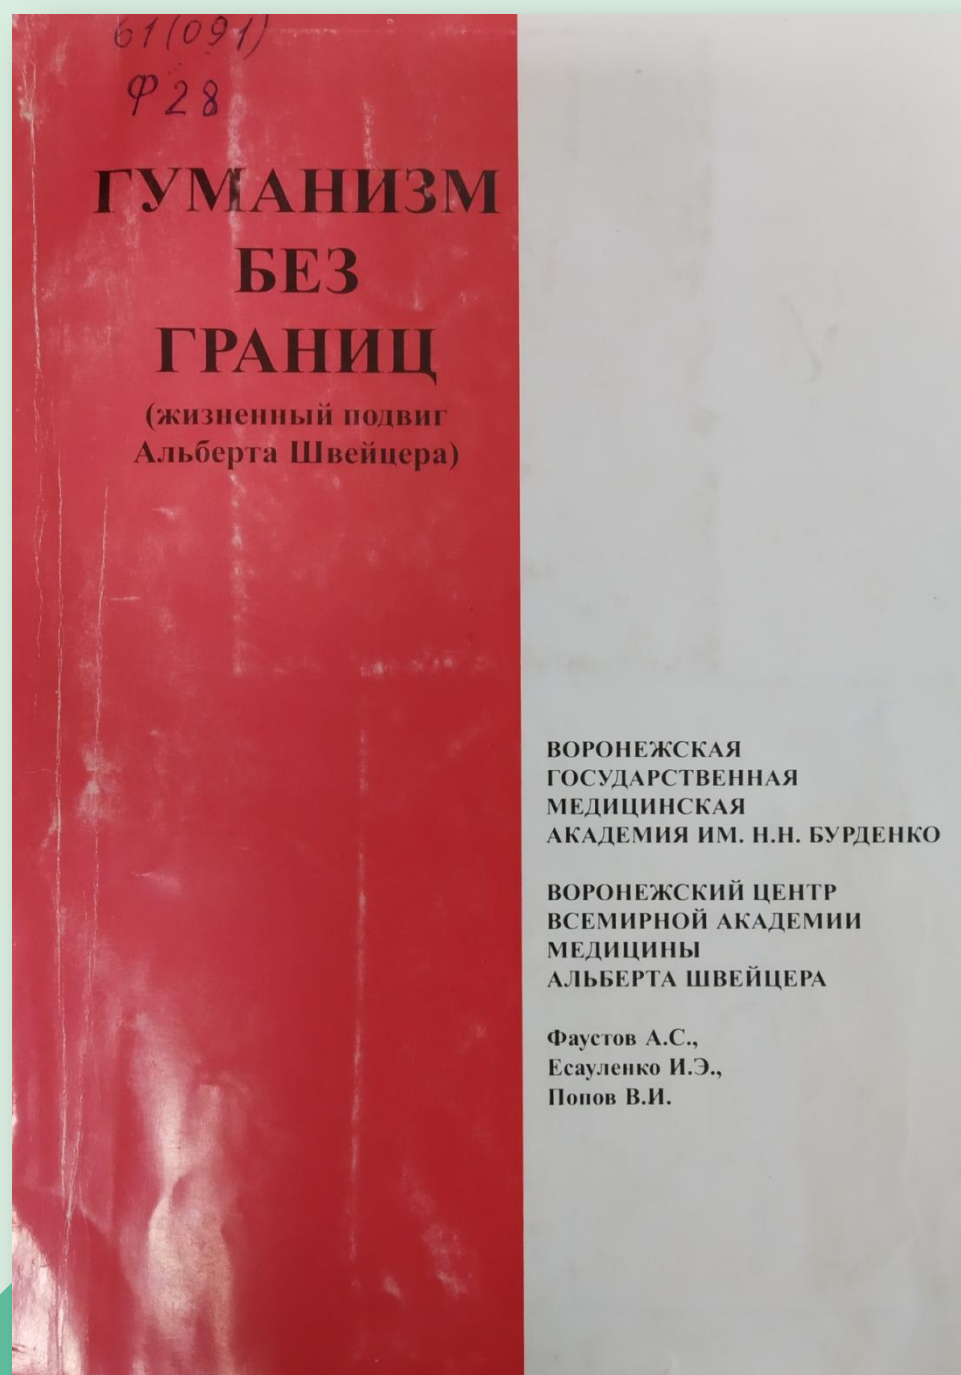 61(091)
Ф28
ГУМАНИЗМ
БЕЗ
ГРАНИЦ
(жизненный подвиг
Альберта Швейцера)
ВОРОНЕЖСКАЯ
ГОСУДАРСТВЕННАЯ
МЕДИЦИНСКАЯ
АКАДЕМИЯ ИМ. Н.Н. БУРДЕНКО
ВОРОНЕЖСКИЙ ЦЕНТР
ВСЕМИРНОЙ АКАДЕМИИ
МЕДИЦИНЫ
АЛЬБЕРТА ШВЕЙЦЕРА
Фаустов А.С.,
Есауленко И.Э.,
Попов В.И.